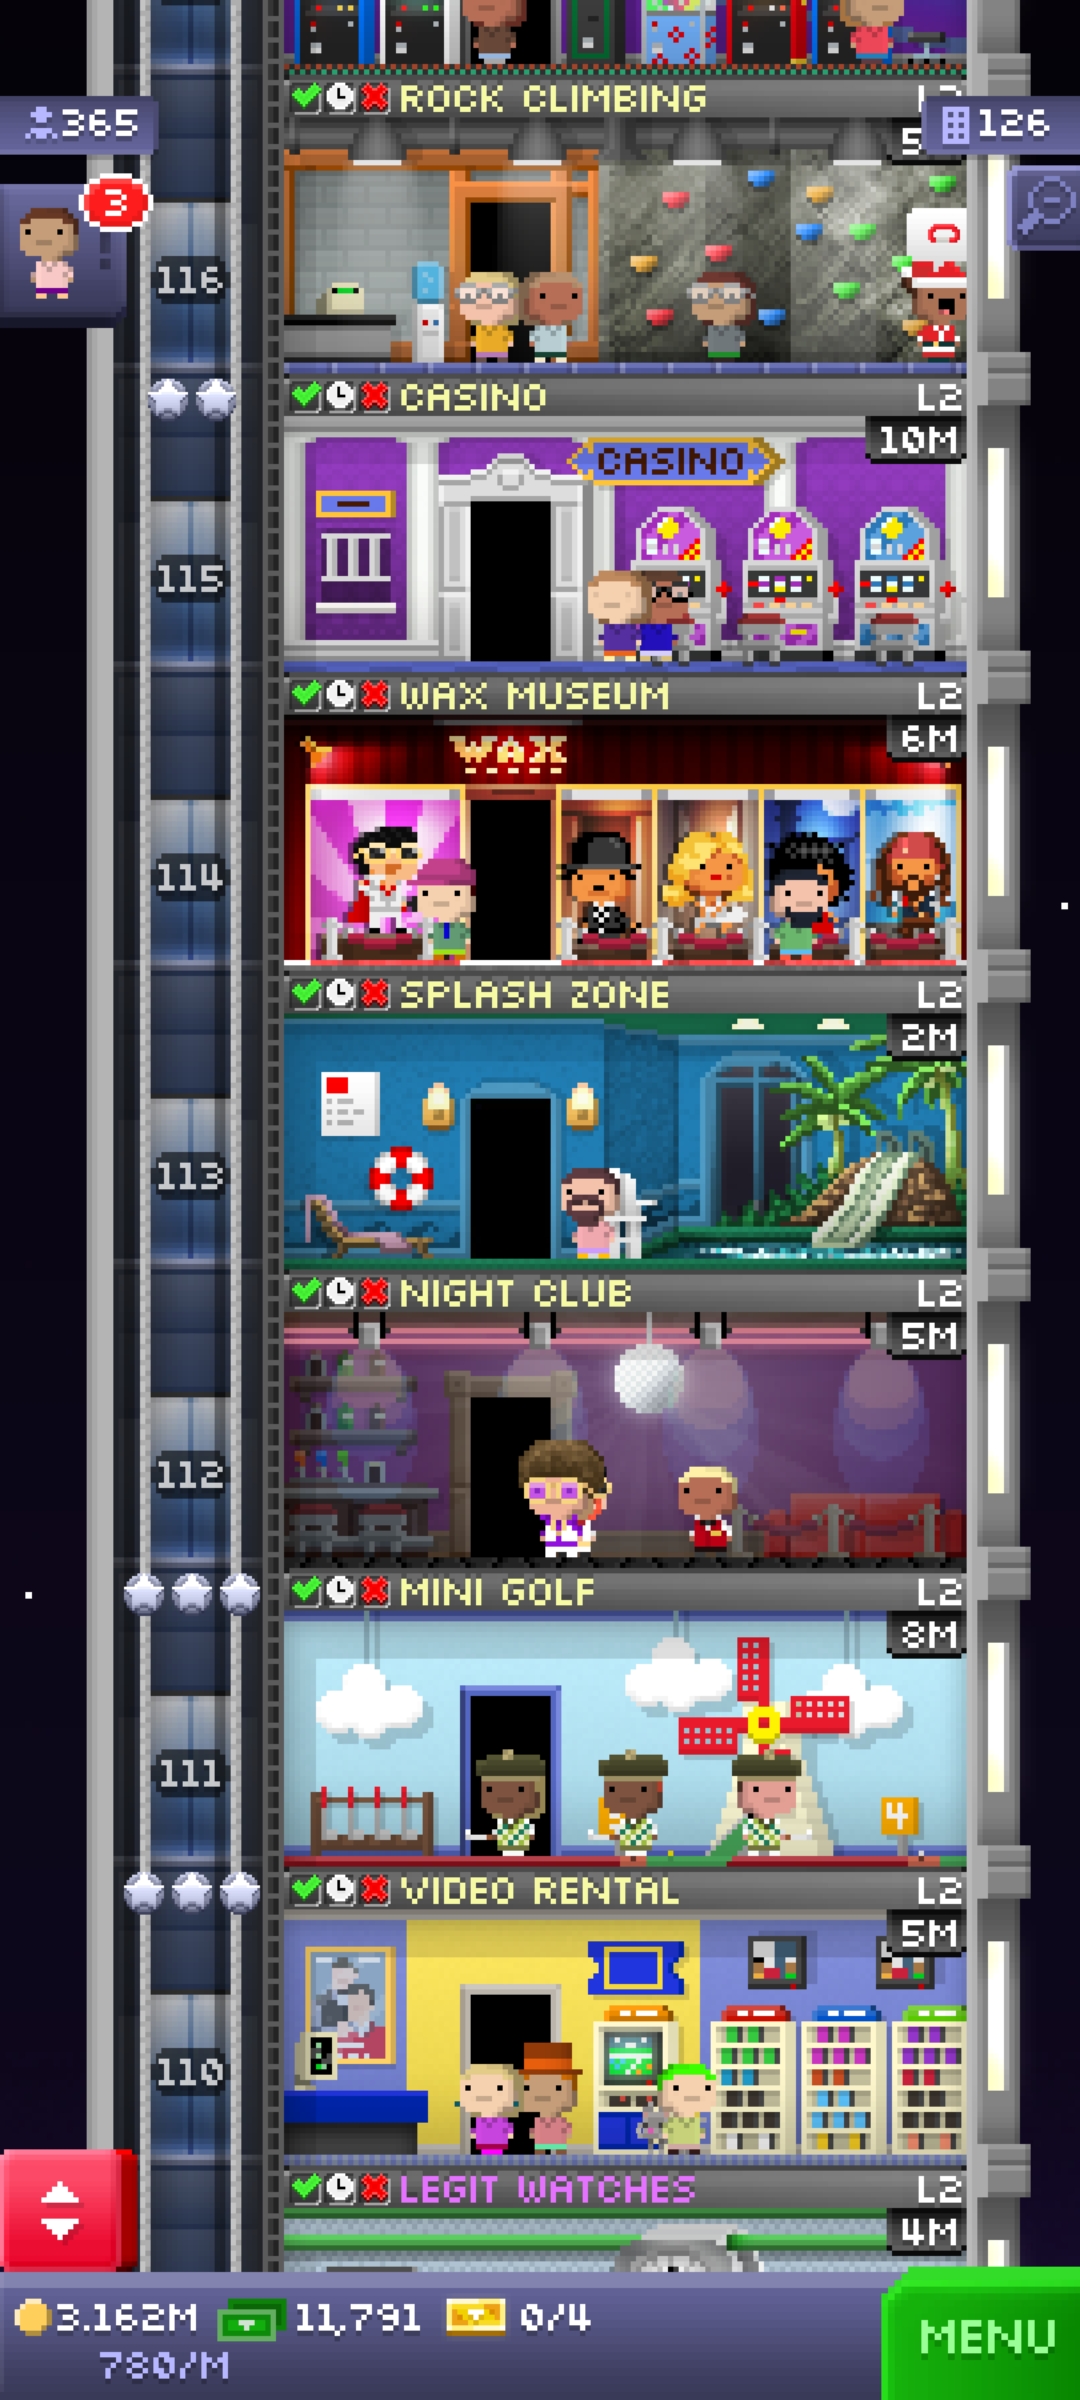 ROCK CLIMBING
365
126
3
116
CASINO L2
10M
CASINO
115
WAX MUSEUM L2
6M
WAX
114
SPLASH ZONE L2
2M
113
NIGHT CLUB L2
5M
112
MINI GOLF L2
8M
111
4
VIDEO RENTAL L2
5M
110
LEGIT WATCHES L2
4M
3.162M 11,791 0/4
780/M
MENU